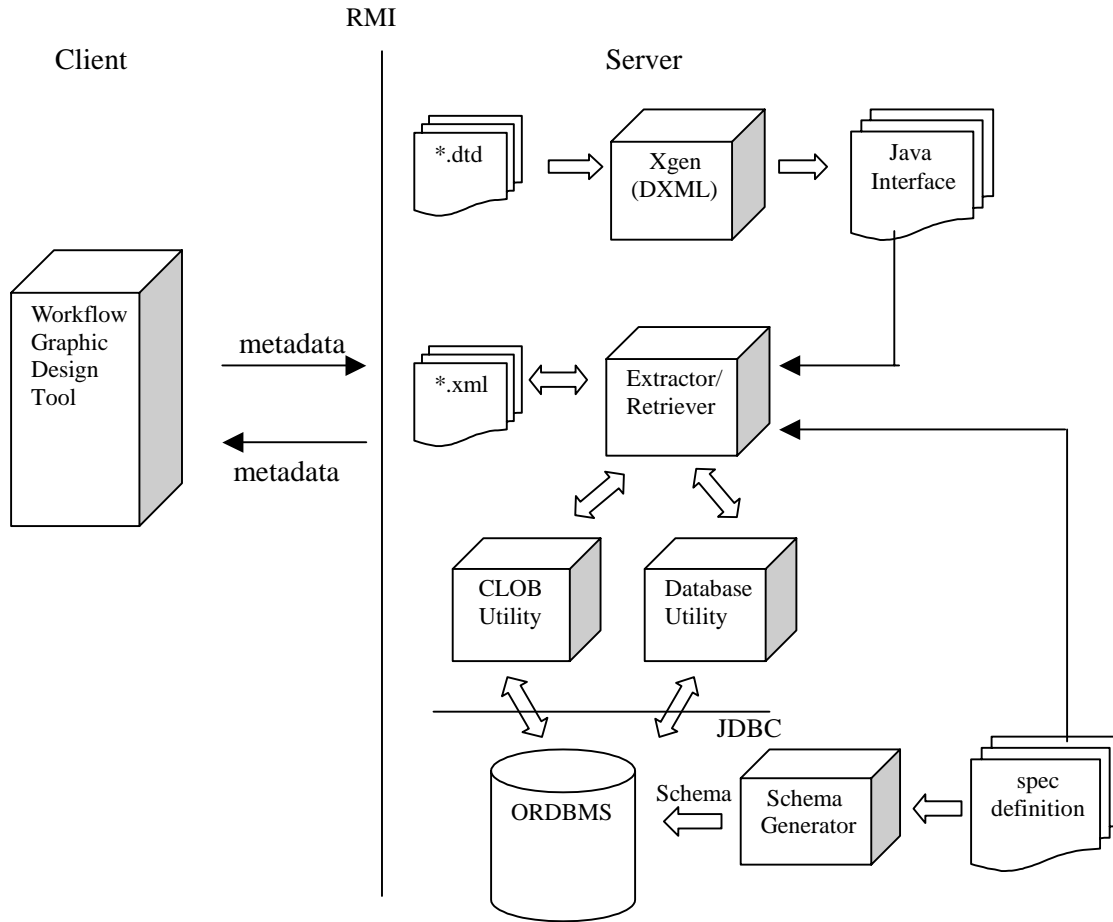 RMI
Client
Server
*.dtd
Xgen
(DXML)
Java
Interface
Workflow
Graphic
Design
Tool
metadata
metadata
*.xml
Extractor/
Retriever
CLOB
Utility
Database
Utility
JDBC
ORDBMS
Schema
Schema
Generator
spec
definition